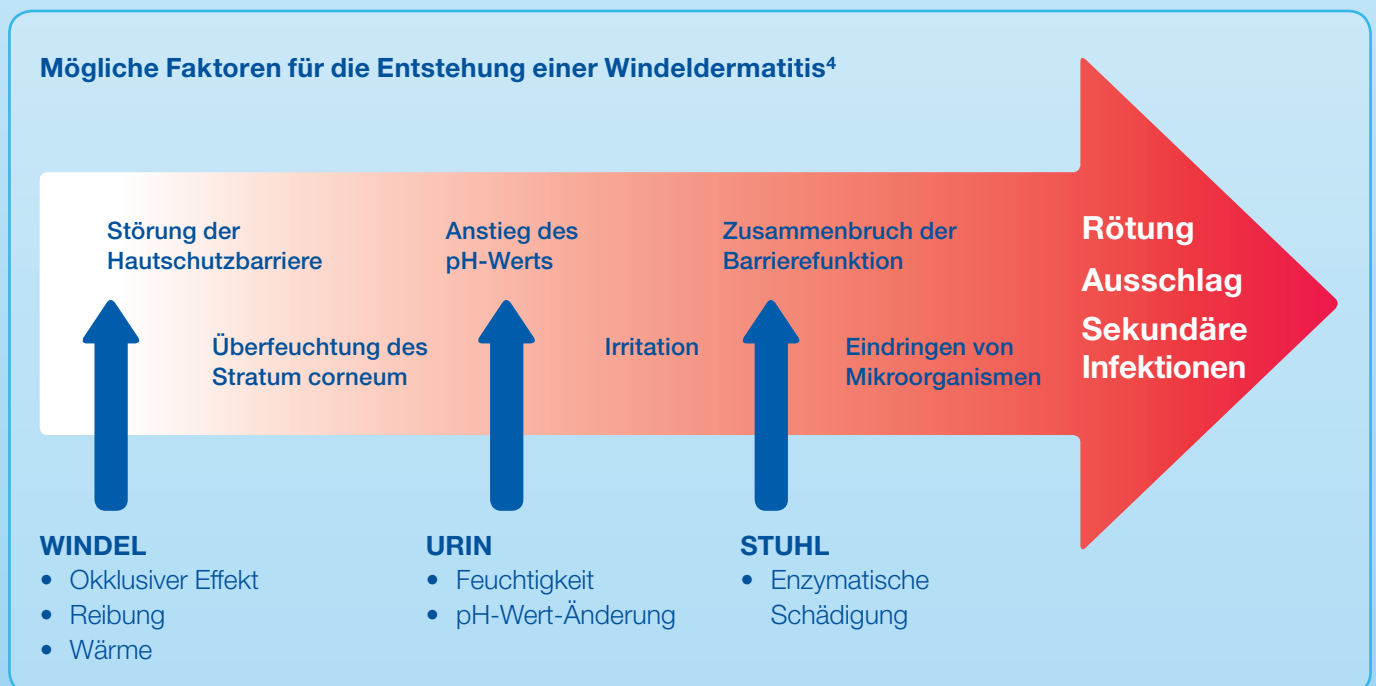 Mögliche Faktoren für die Entstehung einer Windeldermatitis⁴
Störung der
Hautschutzbarriere
Überfeuchtung des
Stratum corneum
Anstieg des
pH-Werts
Irritation
Zusammenbruch der
Barrierefunktion
Eindringen von
Mikroorganismen
Rötung
Ausschlag
Sekundäre
Infektionen
WINDEL
• Okklusiver Effekt
• Reibung
• Wärme
URIN
• Feuchtigkeit
• pH-Wert-Änderung
STUHL
• Enzymatische
Schädigung